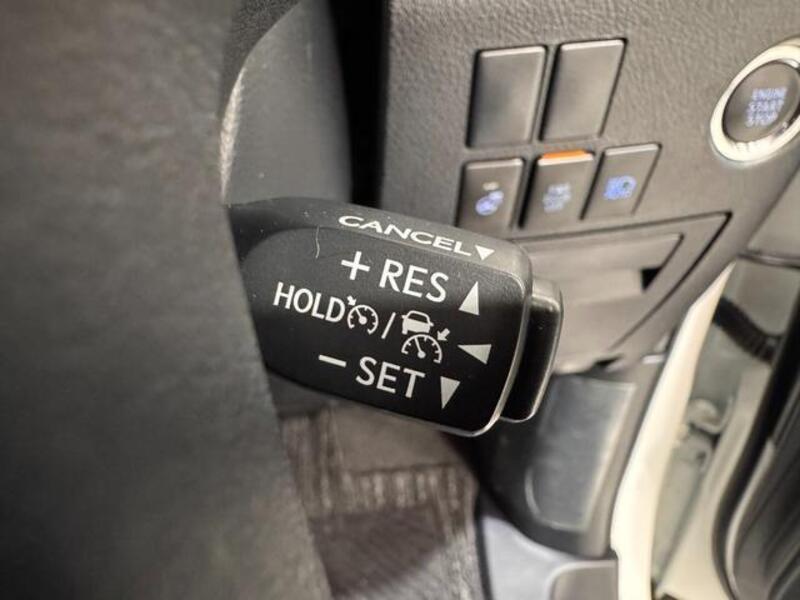 ENGINE
START
STOP
CANCEL
+ RES
HOLD /
− SET